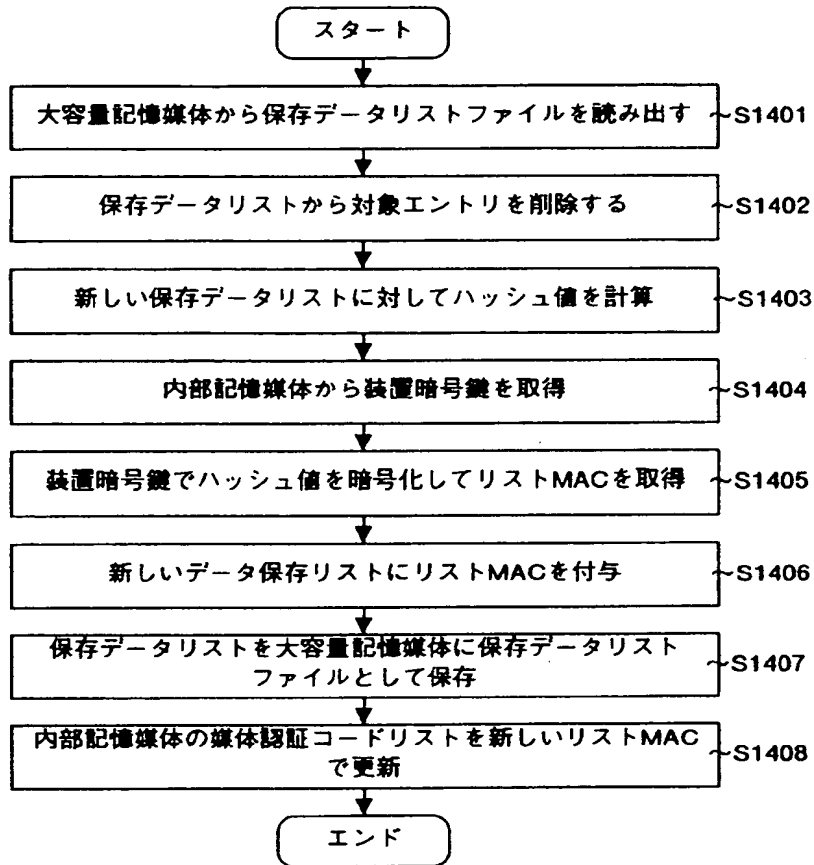 スタート
大容量記憶媒体から保存データリストファイルを読み出す ～S1401
保存データリストから対象エントリを削除する ～S1402
新しい保存データリストに対してハッシュ値を計算 ～S1403
内部記憶媒体から装置暗号鍵を取得 ～S1404
装置暗号鍵でハッシュ値を暗号化してリストMACを取得 ～S1405
新しいデータ保存リストにリストMACを付与 ～S1406
保存データリストを大容量記憶媒体に保存データリスト
ファイルとして保存 ～S1407
内部記憶媒体の媒体認証コードリストを新しいリストMAC
で更新 ～S1408
エンド